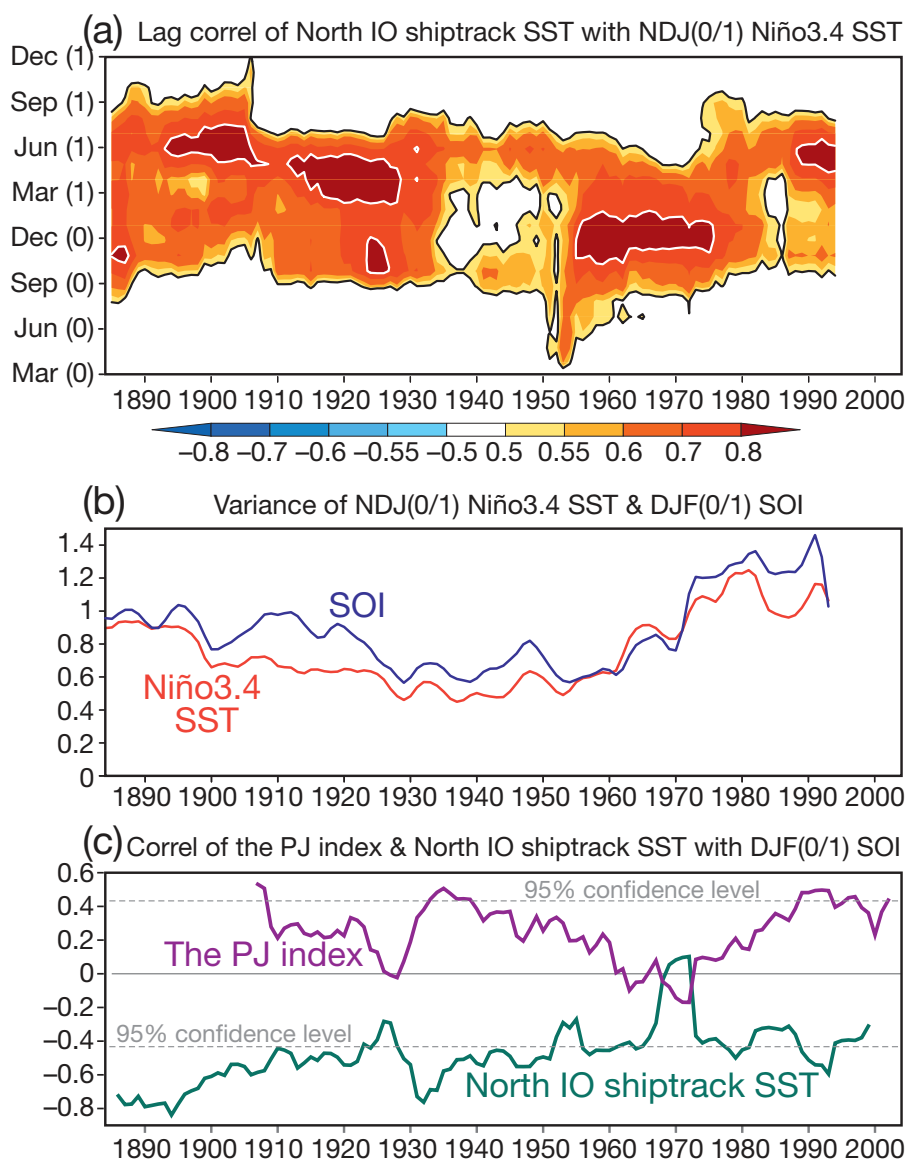 (a) Lag correl of North IO shiptrack SST with NDJ(0/1) Niño3.4 SST
Dec (1)
Sep (1)
Jun (1)
Mar (1)
Dec (0)
Sep (0)
Jun (0)
Mar (0)
1890 1900 1910 1920 1930 1940 1950 1960 1970 1980 1990 2000
−0.8 −0.7 −0.6 −0.55 −0.5 0.5 0.55 0.6 0.7 0.8
(b) Variance of NDJ(0/1) Niño3.4 SST & DJF(0/1) SOI
1.4
1.2
1
0.8
0.6
0.4
0.2
0
SOI
Niño3.4
SST
1890 1900 1910 1920 1930 1940 1950 1960 1970 1980 1990 2000
(c) Correl of the PJ index & North IO shiptrack SST with DJF(0/1) SOI
0.6
0.4
0.2
0
−0.2
−0.4
−0.6
−0.8
95% confidence level
The PJ index
95% confidence level
North IO shiptrack SST
1890 1900 1910 1920 1930 1940 1950 1960 1970 1980 1990 2000